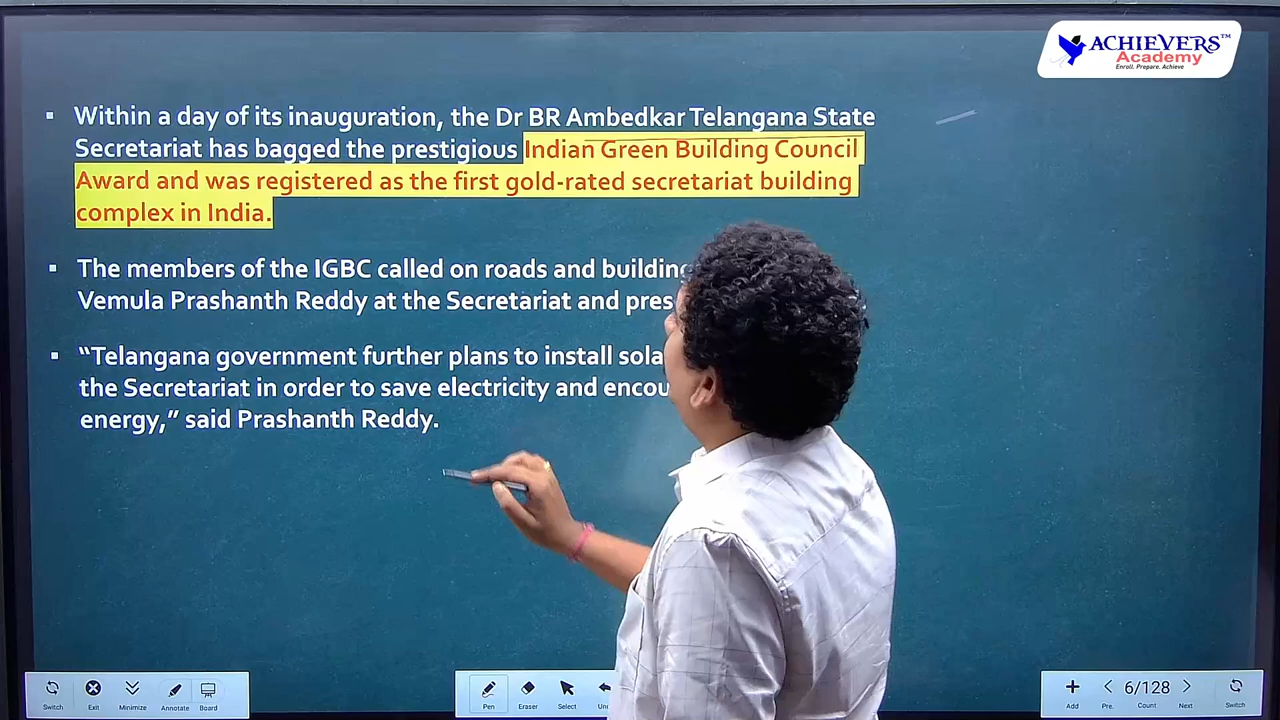 ACHIEVERS™
Academy
Enroll. Prepare. Achieve
▪ Within a day of its inauguration, the Dr BR Ambedkar Telangana State
Secretariat has bagged the prestigious Indian Green Building Council
Award and was registered as the first gold-rated secretariat building
complex in India.
▪ The members of the IGBC called on roads and building
Vemula Prashanth Reddy at the Secretariat and
▪ “Telangana government further plans to install
the Secretariat in order to save electricity and
energy,” said Prashanth Reddy.
Switch Exit Minimize Annotate Board
Pen Eraser Select
Add Pre. 6/128 Count Next Switch